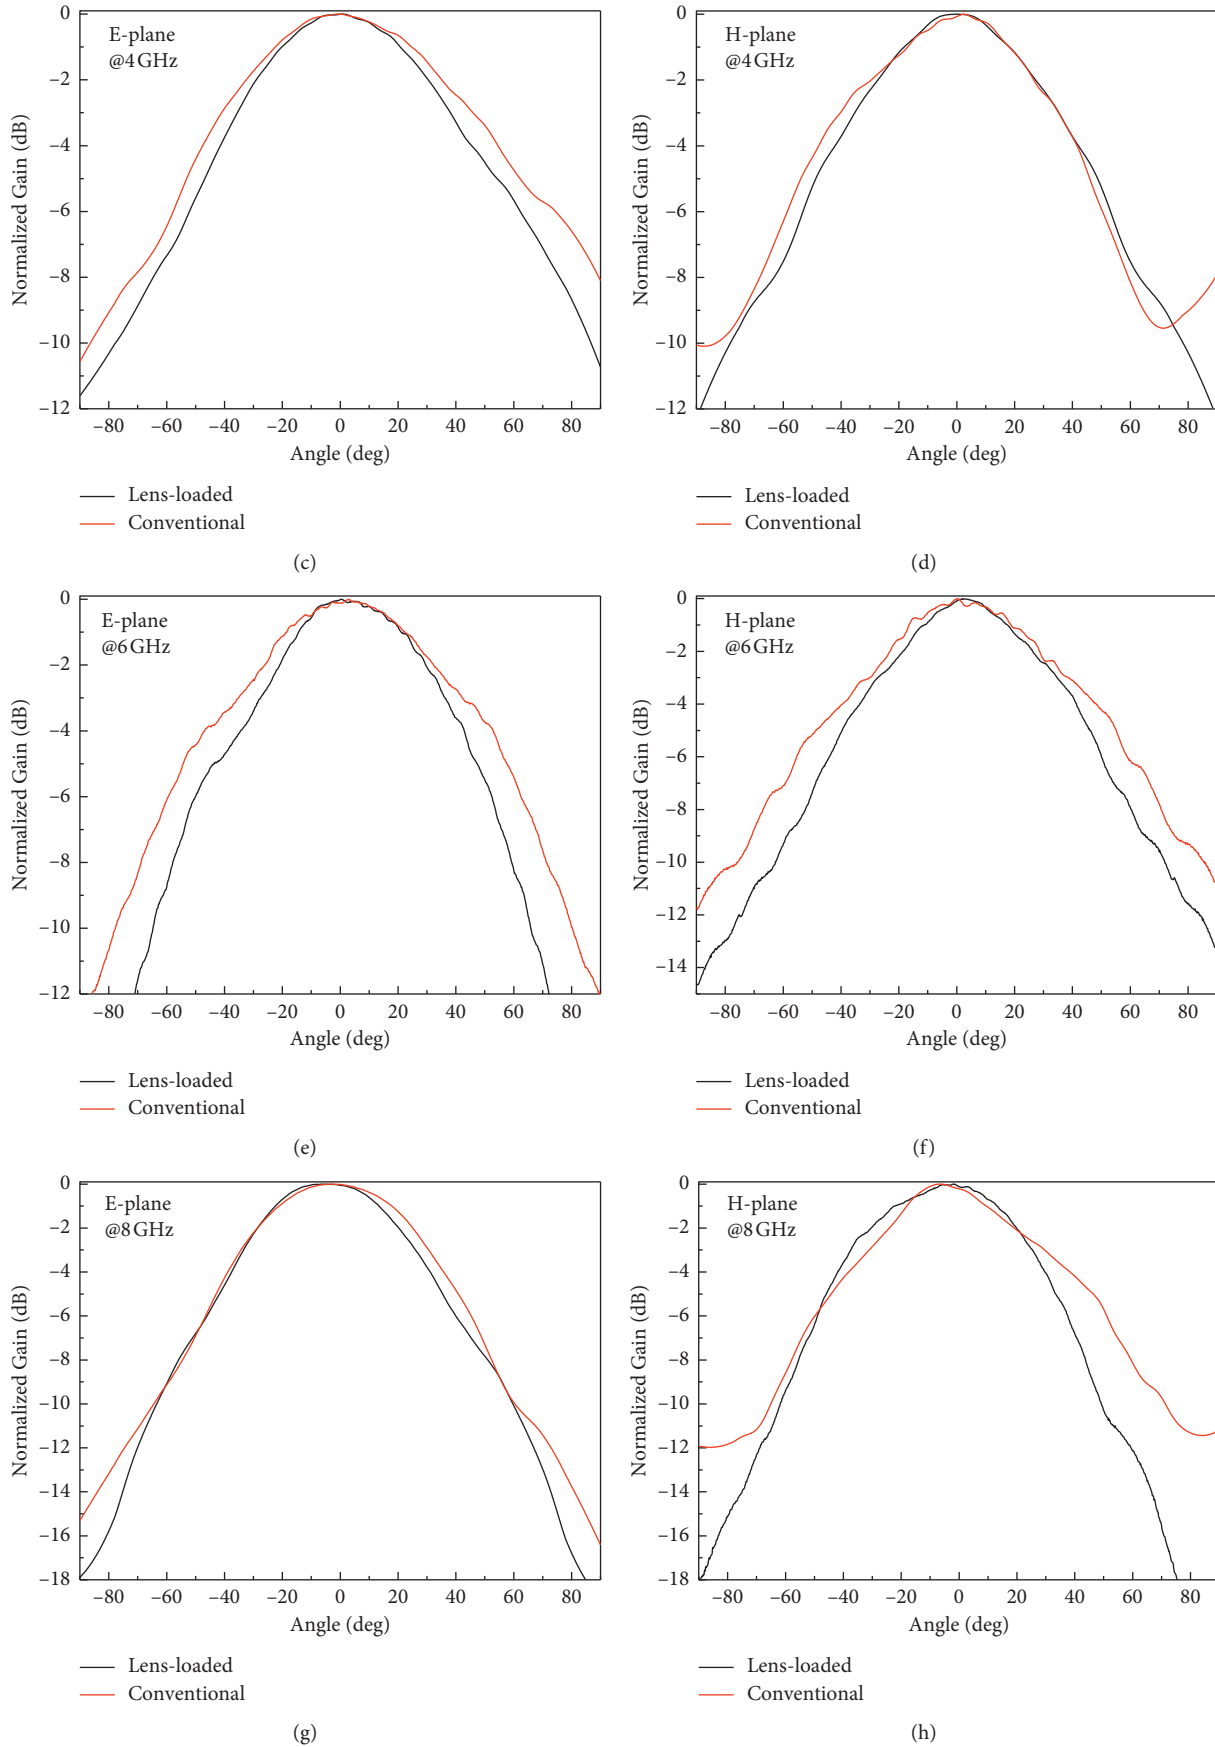 0
−2
−4
−6
−8
−10
−12
Normalized Gain (dB)
E-plane
@4 GHz
−80 −60 −40 −20 0 20 40 60 80
Angle (deg)
Lens-loaded
Conventional
(c)
0
−2
−4
−6
−8
−10
−12
Normalized Gain (dB)
H-plane
@4 GHz
−80 −60 −40 −20 0 20 40 60 80
Angle (deg)
Lens-loaded
Conventional
(d)
0
−2
−4
−6
−8
−10
−12
Normalized Gain (dB)
E-plane
@6 GHz
−80 −60 −40 −20 0 20 40 60 80
Angle (deg)
Lens-loaded
Conventional
(e)
0
−2
−4
−6
−8
−10
−12
−14
Normalized Gain (dB)
H-plane
@6 GHz
−80 −60 −40 −20 0 20 40 60 80
Angle (deg)
Lens-loaded
Conventional
(f)
0
−2
−4
−6
−8
−10
−12
−14
−16
−18
Normalized Gain (dB)
E-plane
@8 GHz
−80 −60 −40 −20 0 20 40 60 80
Angle (deg)
Lens-loaded
Conventional
(g)
0
−2
−4
−6
−8
−10
−12
−14
−16
−18
Normalized Gain (dB)
H-plane
@8 GHz
−80 −60 −40 −20 0 20 40 60 80
Angle (deg)
Lens-loaded
Conventional
(h)